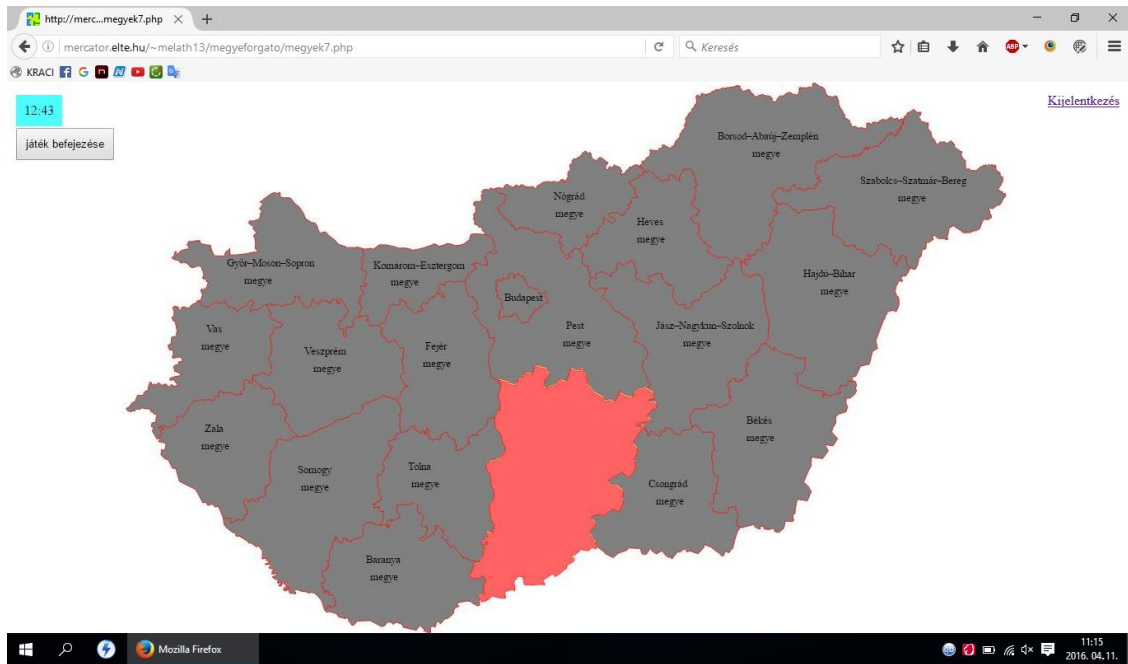 http://merc...megyek7.php
mercator.elte.hu/~melath13/megyeforgato/megyek7.php
Keresés
ABP
KRACI
12:43
Kijelentkezés
játék befejezése
Borsod–Abaúj–Zemplén
megye
Szabolcs–Szatmár–Bereg
megye
Nógrád
megye
Heves
megye
Győr–Moson–Sopron
megye
Komárom–Esztergom
megye
Hajdú–Bihar
megye
Budapest
Vas
megye
Veszprém
megye
Fejér
megye
Pest
megye
Jász–Nagykun–Szolnok
megye
Zala
megye
Békés
megye
Somogy
megye
Tolna
megye
Csongrád
megye
Baranya
megye
Mozilla Firefox
11:15
2016. 04. 11.